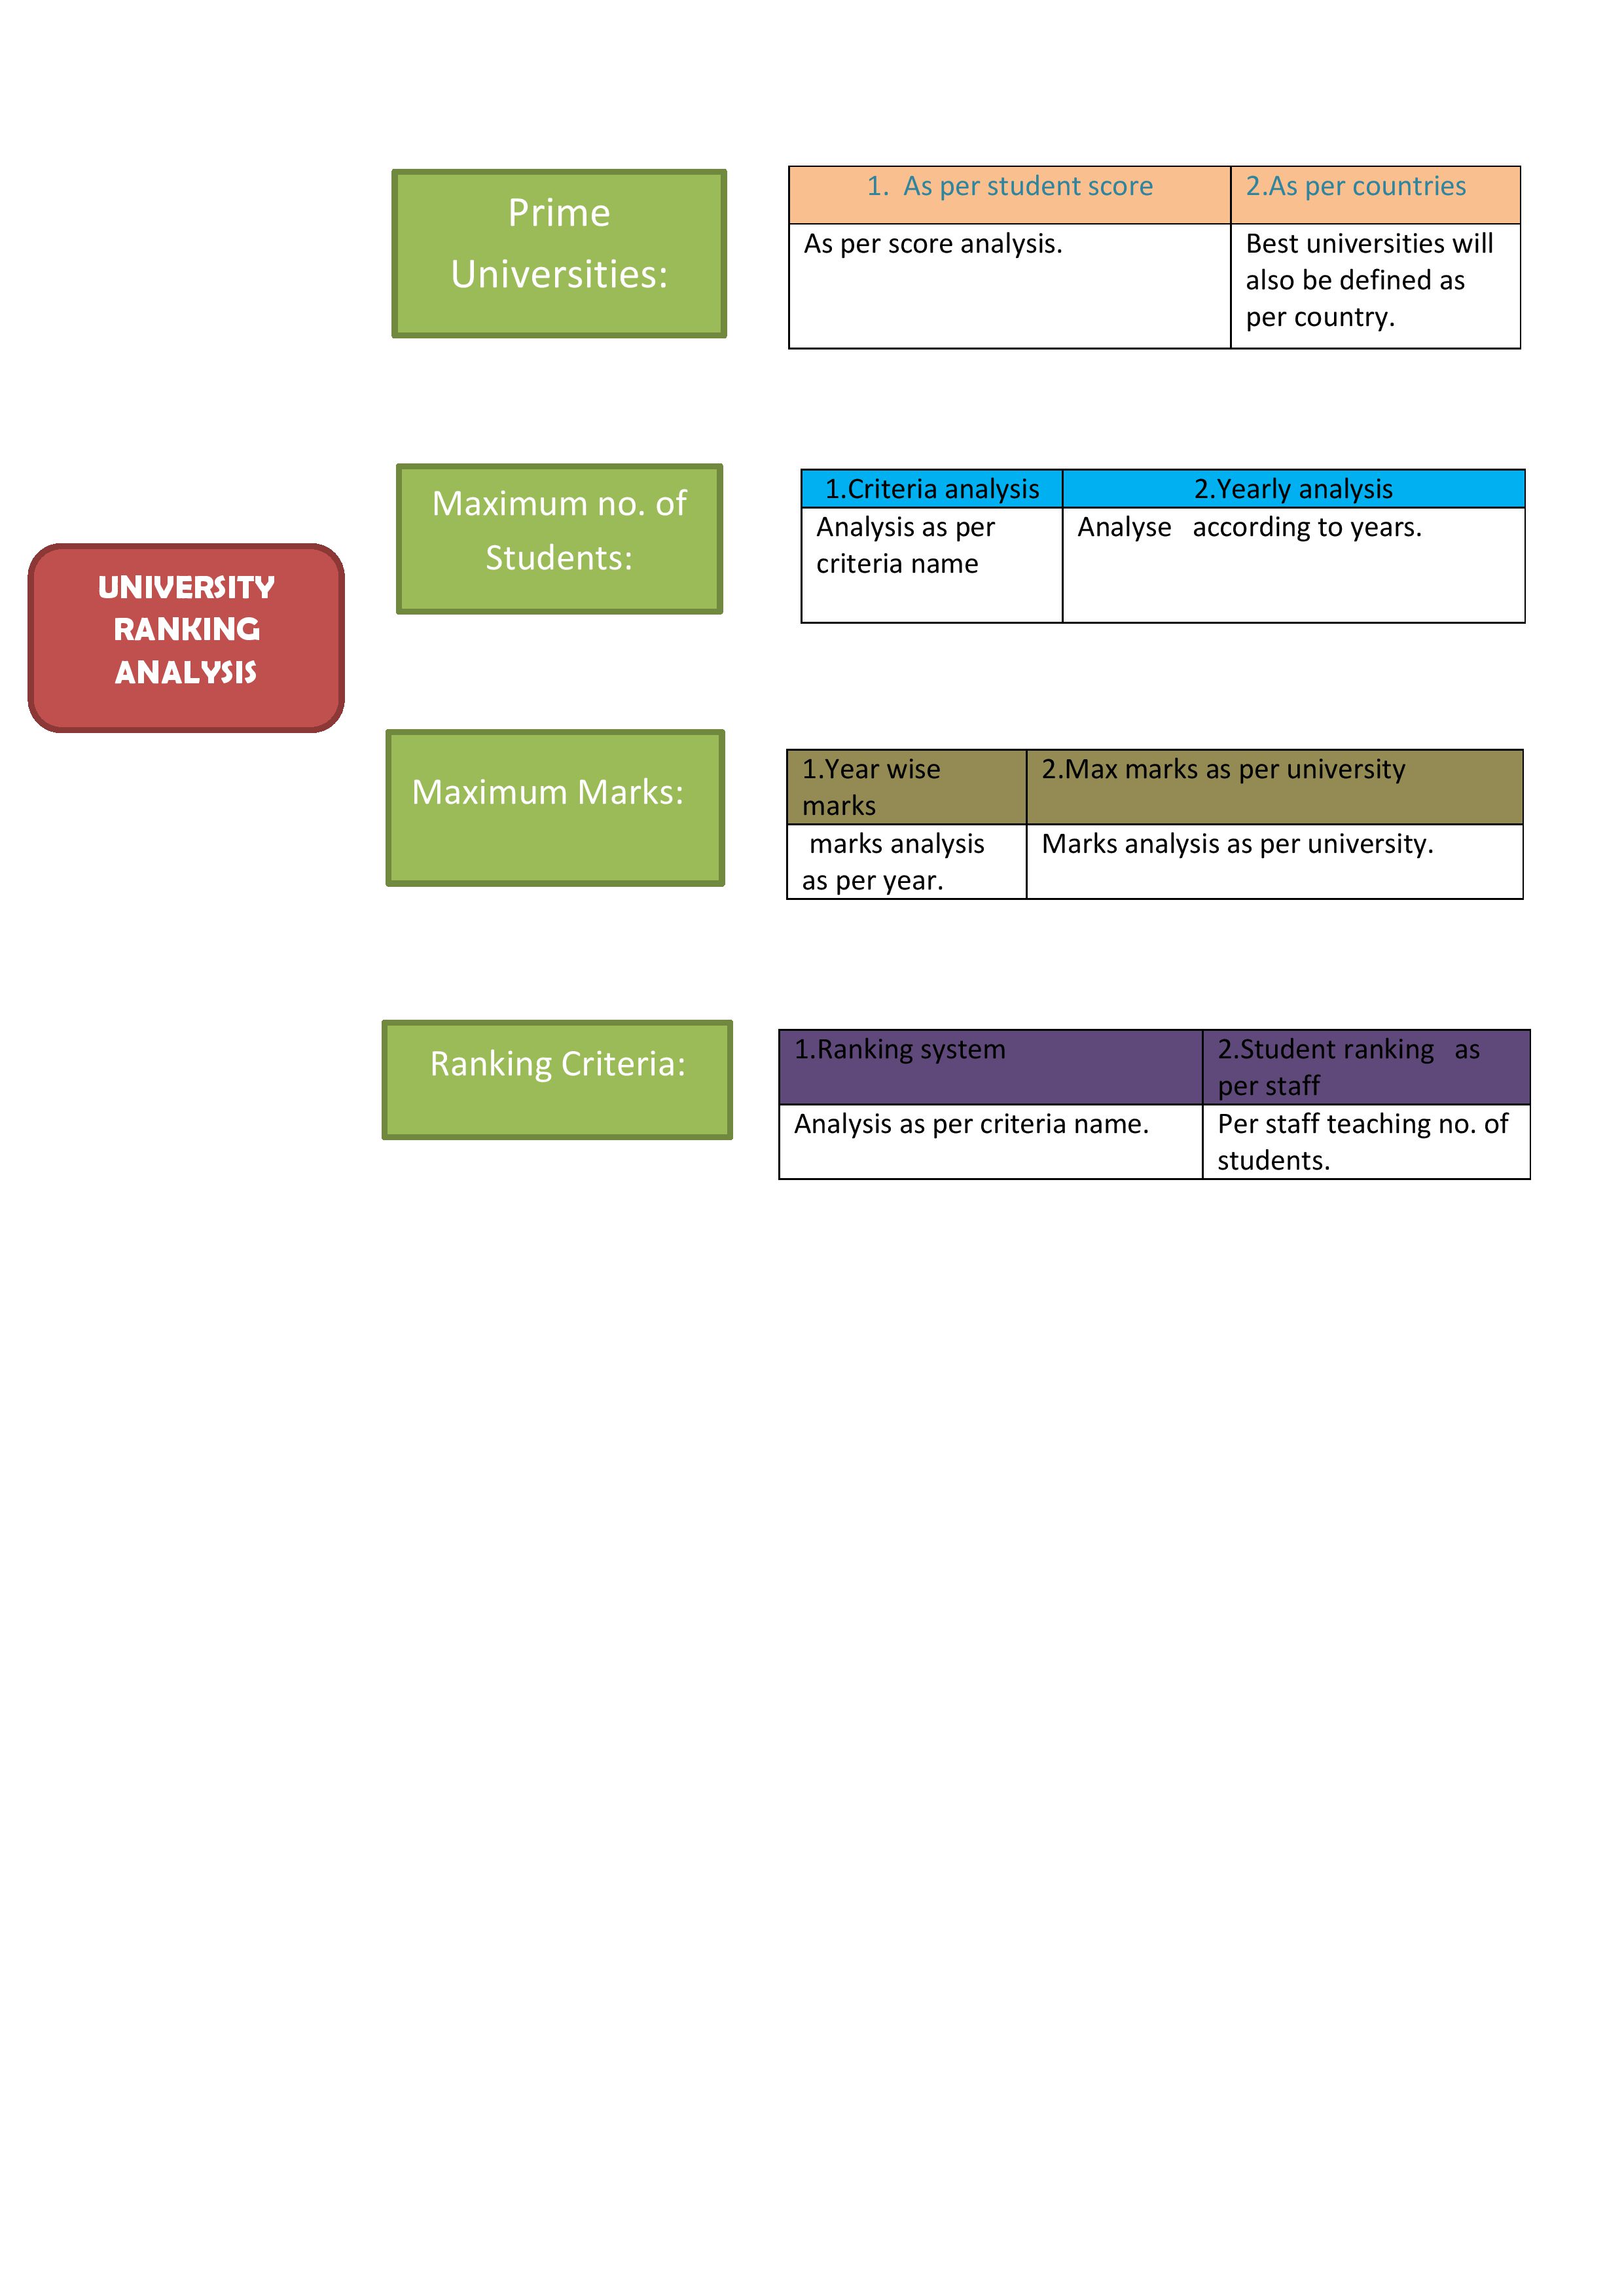 Prime
Universities:
1.  As per student score
2.As per countries
As per score analysis.
Best universities will
also be defined as
per country.
Maximum no. of
Students:
1.Criteria analysis
2.Yearly analysis
Analysis as per
criteria name
Analyse   according to years.
UNIVERSITY
RANKING
ANALYSIS
Maximum Marks:
1.Year wise
marks
2.Max marks as per university
marks analysis
as per year.
Marks analysis as per university.
Ranking Criteria:
1.Ranking system
2.Student ranking   as
per staff
Analysis as per criteria name.
Per staff teaching no. of
students.